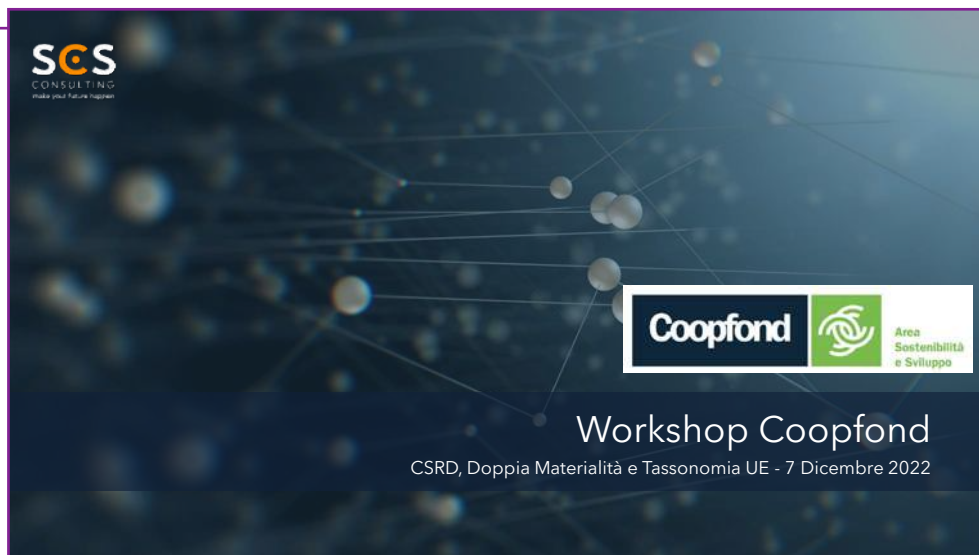 SCS
CONSULTING
make your future happen
Coopfond
Area
Sostenibilità
e Sviluppo
Workshop Coopfond
CSRD, Doppia Materialità e Tassonomia UE - 7 Dicembre 2022